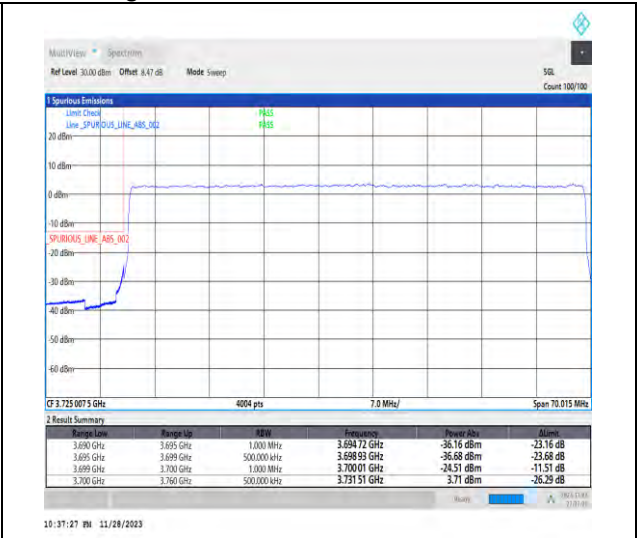 MultiView Spectrum
Ref Level 30.00 dBm Offset 8.47 dB Mode Sweep SGL
Count 100/100
1 Spurious Emissions
Limit Check PASS
Line _SPURIOUS_LINE_ABS_002 PASS
20 dBm
10 dBm
0 dBm
-10 dBm
_SPURIOUS_LINE_ABS_002
-20 dBm
-30 dBm
-40 dBm
-50 dBm
-60 dBm
CF 3.725 007 5 GHz 4004 pts 7.0 MHz/ Span 70.015 MHz
2 Result Summary
Range Low Range Up RBW Frequency Power Abs ΔLimit
3.690 GHz 3.695 GHz 1.000 MHz 3.694 72 GHz -36.16 dBm -23.16 dB
3.695 GHz 3.699 GHz 500.000 kHz 3.698 93 GHz -36.68 dBm -23.68 dB
3.699 GHz 3.700 GHz 1.000 MHz 3.700 01 GHz -24.51 dBm -11.51 dB
3.700 GHz 3.760 GHz 500.000 kHz 3.731 51 GHz 3.71 dBm -26.29 dB
Ready
10:37:27 PM 11/28/2023